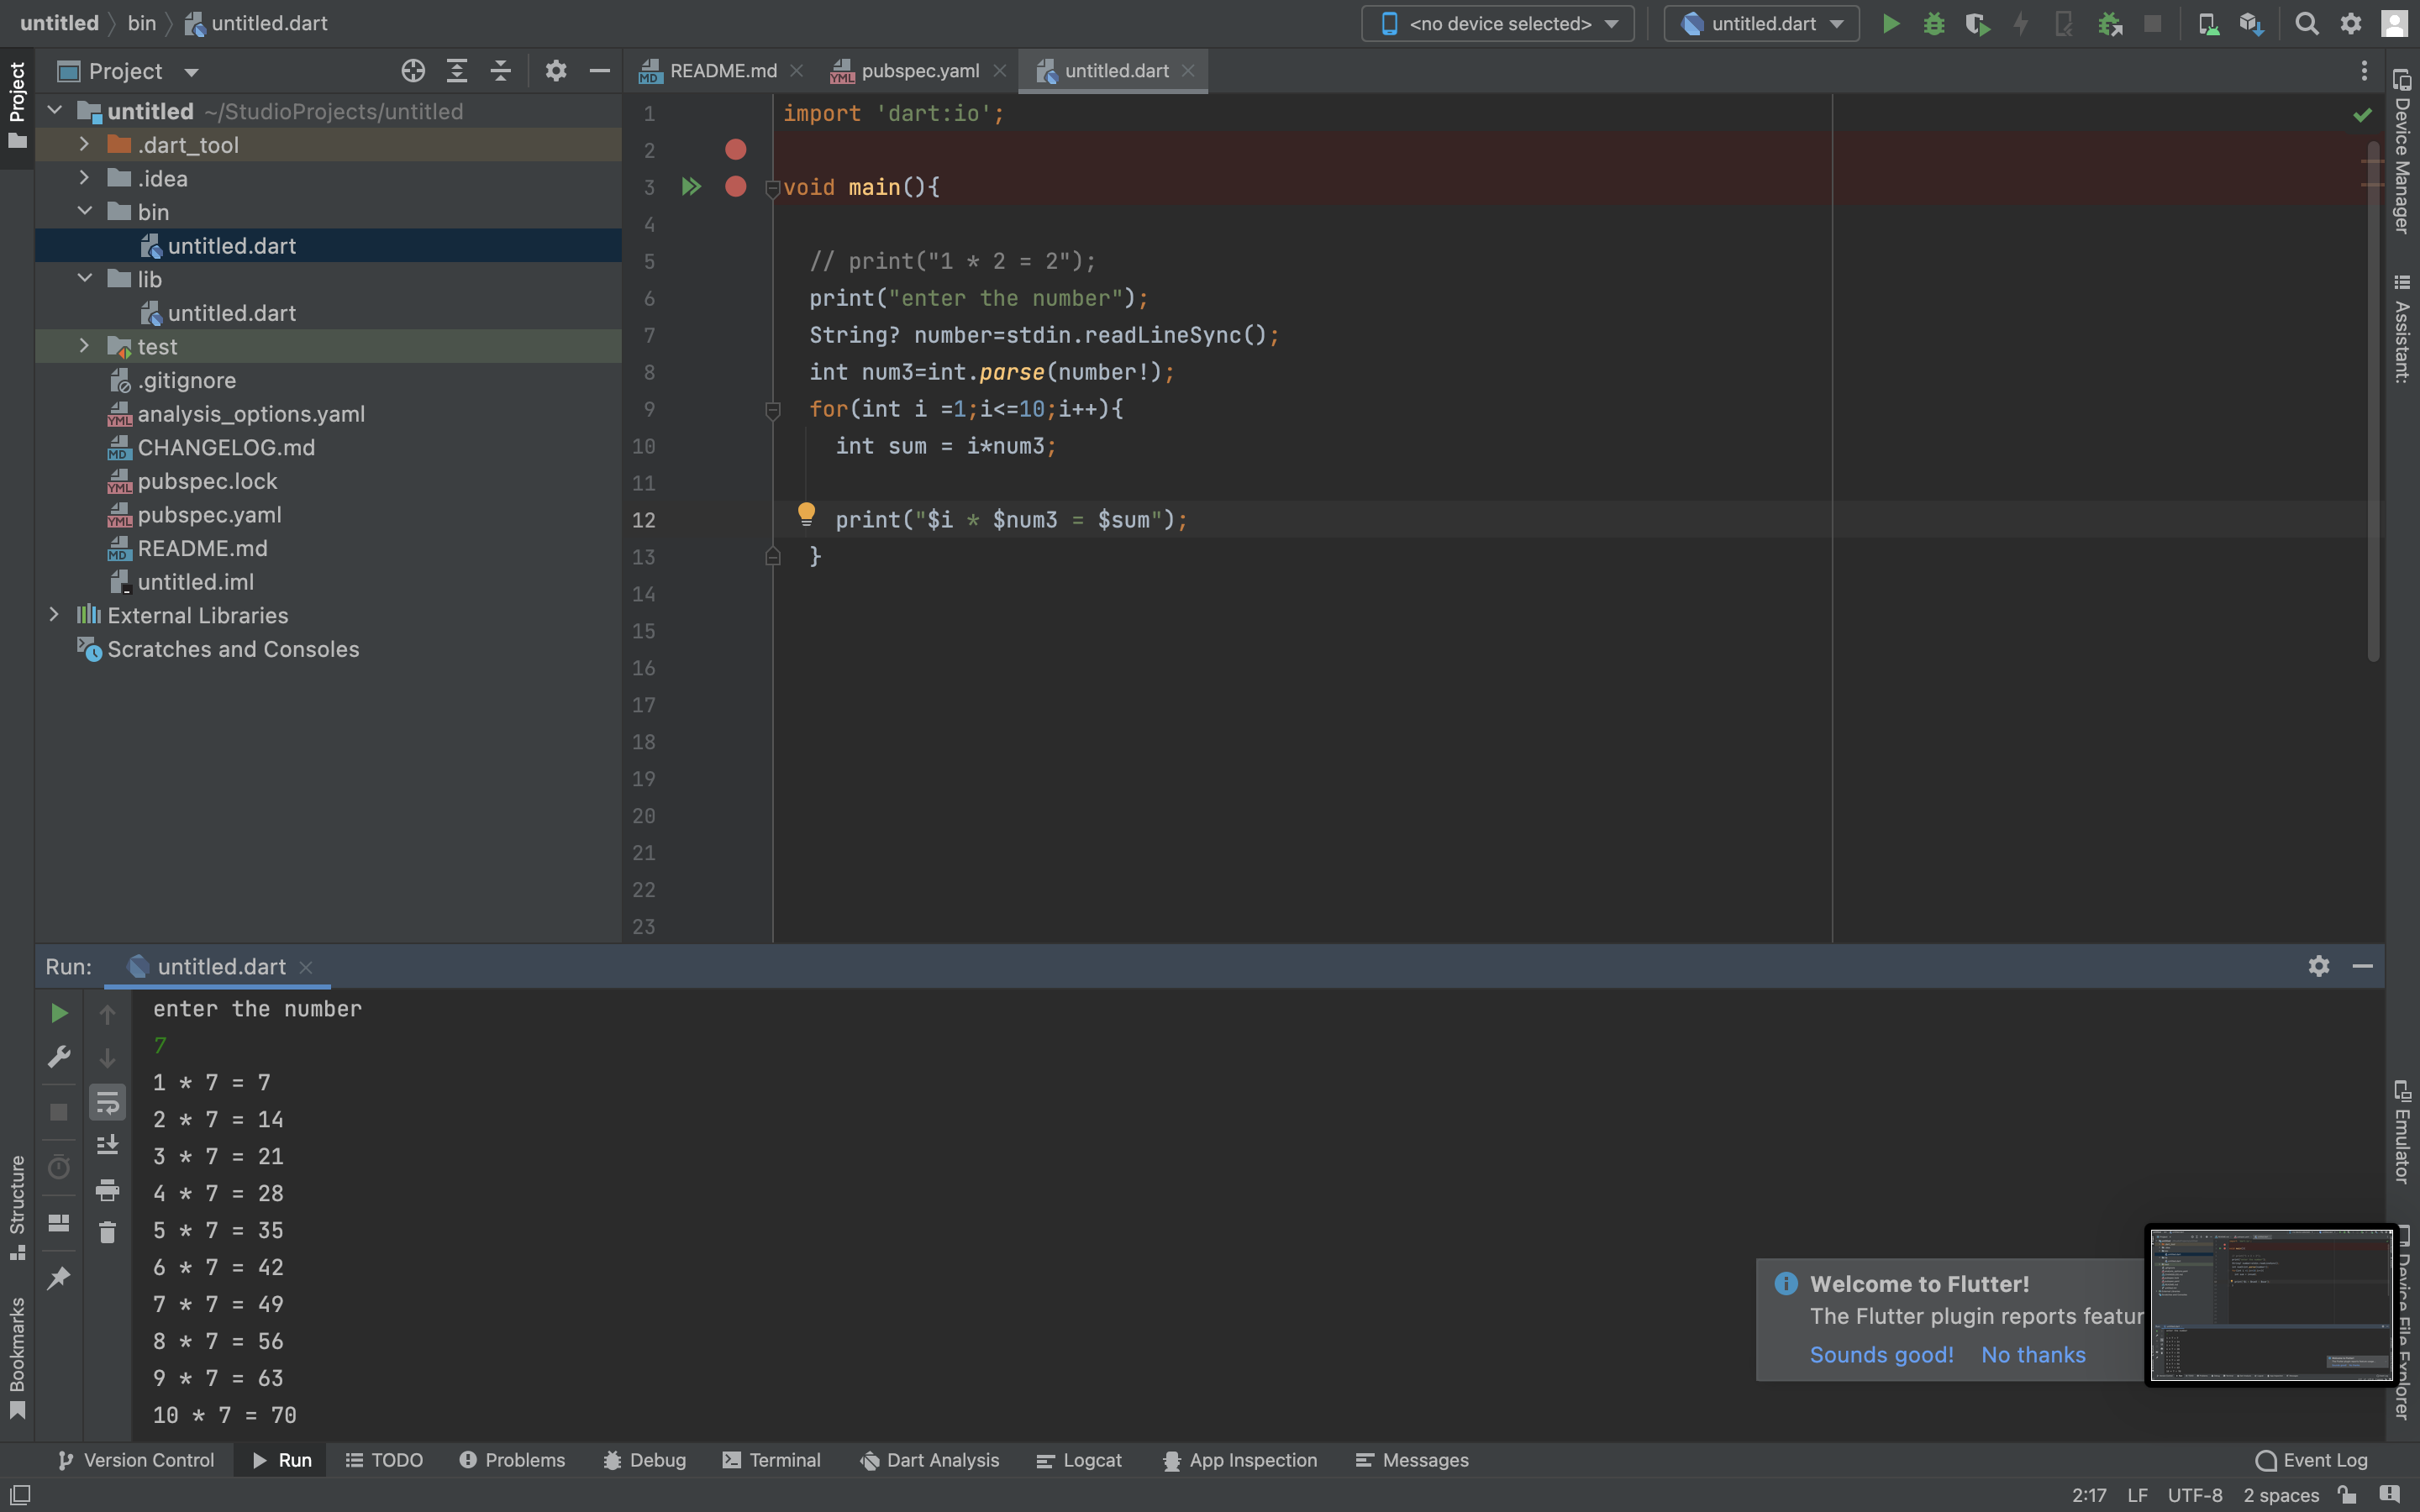 untitled bin untitled.dart
<no device selected> untitled.dart
Project
Project
README.md pubspec.yaml untitled.dart
untitled ~/StudioProjects/untitled
.dart_tool
.idea
bin
untitled.dart
lib
untitled.dart
test
.gitignore
analysis_options.yaml
CHANGELOG.md
pubspec.lock
pubspec.yaml
README.md
untitled.iml
External Libraries
Scratches and Consoles
1 import 'dart:io';
2
3 void main(){
4
5 // print("1 * 2 = 2");
6 print("enter the number");
7 String? number=stdin.readLineSync();
8 int num3=int.parse(number!);
9 for(int i =1;i<=10;i++){
10 int sum = i*num3;
11
12 print("$i * $num3 = $sum");
13 }
14
15
16
17
18
19
20
21
22
23
Device Manager
Assistant:
Emulator
Device File Explorer
Structure
Bookmarks
Run: untitled.dart
enter the number
7
1 * 7 = 7
2 * 7 = 14
3 * 7 = 21
4 * 7 = 28
5 * 7 = 35
6 * 7 = 42
7 * 7 = 49
8 * 7 = 56
9 * 7 = 63
10 * 7 = 70
Welcome to Flutter!
The Flutter plugin reports featur
Sounds good! No thanks
Version Control Run TODO Problems Debug Terminal Dart Analysis Logcat App Inspection Messages Event Log
2:17 LF UTF-8 2 spaces